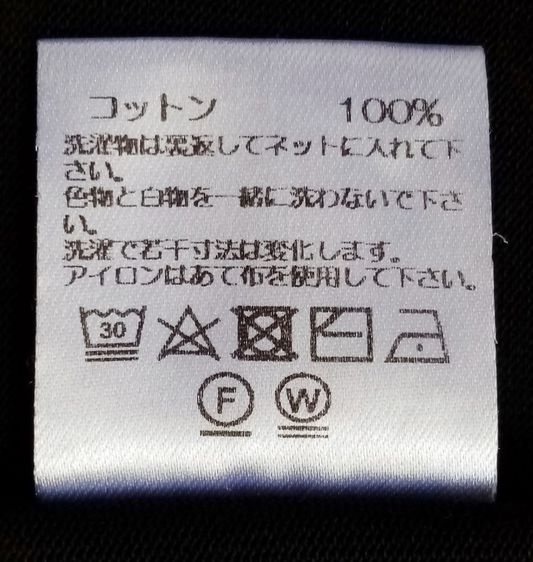 コットン 100%
洗濯物は裏返してネットに入れて下
さい。
色物と白物を一緒に洗わないで下さ
い。
洗濯で若干寸法は変化します。
アイロンはあて布を使用して下さい。
30
F W